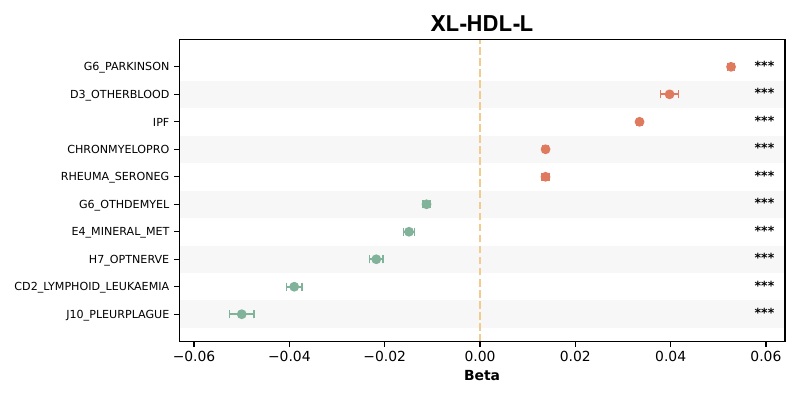 XL-HDL-L
G6_PARKINSON ***
D3_OTHERBLOOD ***
IPF ***
CHRONMYELOPRO ***
RHEUMA_SERONEG ***
G6_OTHDEMYEL ***
E4_MINERAL_MET ***
H7_OPTNERVE ***
CD2_LYMPHOID_LEUKAEMIA ***
J10_PLEURPLAGUE ***
−0.06 −0.04 −0.02 0.00 0.02 0.04 0.06
Beta